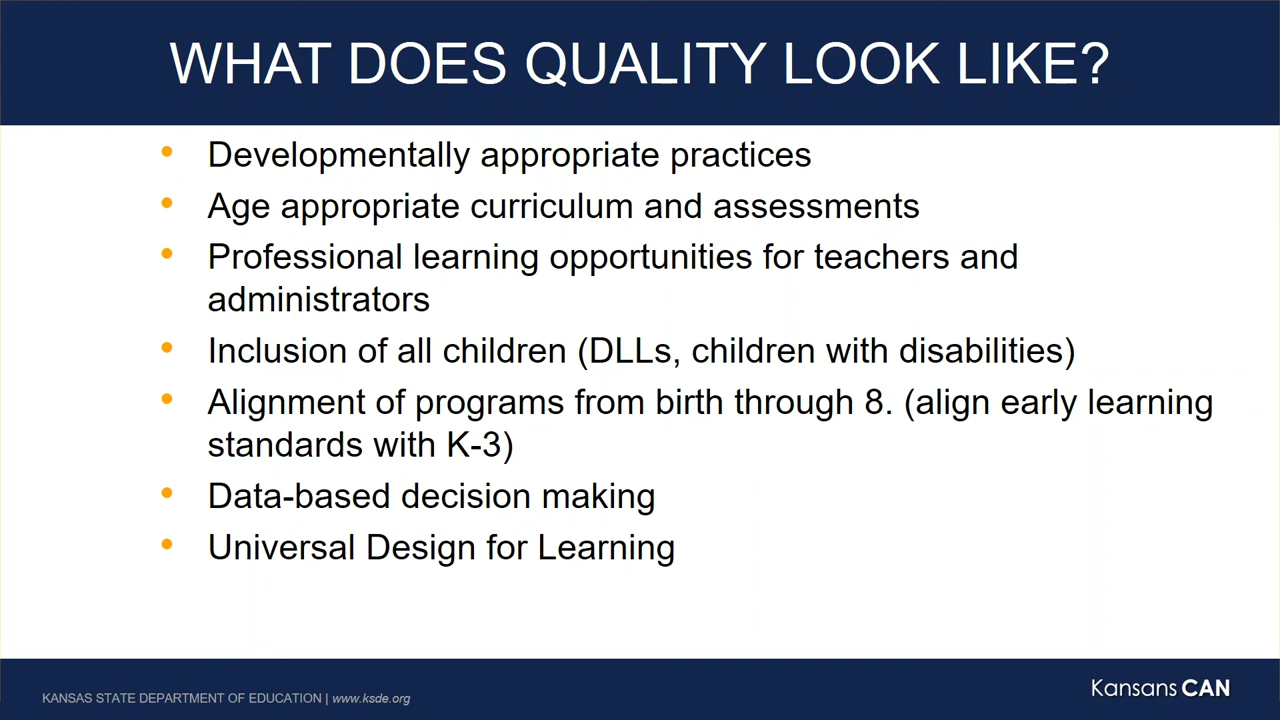 WHAT DOES QUALITY LOOK LIKE?
• Developmentally appropriate practices
• Age appropriate curriculum and assessments
• Professional learning opportunities for teachers and
administrators
• Inclusion of all children (DLLs, children with disabilities)
• Alignment of programs from birth through 8. (align early learning
standards with K-3)
• Data-based decision making
• Universal Design for Learning
KANSAS STATE DEPARTMENT OF EDUCATION | www.ksde.org
KansansCAN